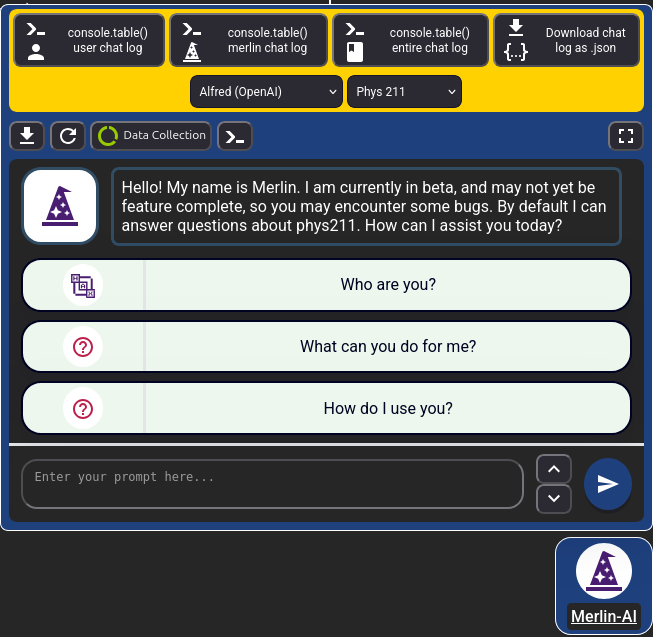 console.table()
user chat log
console.table()
merlin chat log
console.table()
entire chat log
Download chat
log as .json
Alfred (OpenAI)
Phys 211
Data Collection
Hello! My name is Merlin. I am currently in beta, and may not yet be
feature complete, so you may encounter some bugs. By default I can
answer questions about phys211. How can I assist you today?
Who are you?
What can you do for me?
How do I use you?
Enter your prompt here...
Merlin-AI